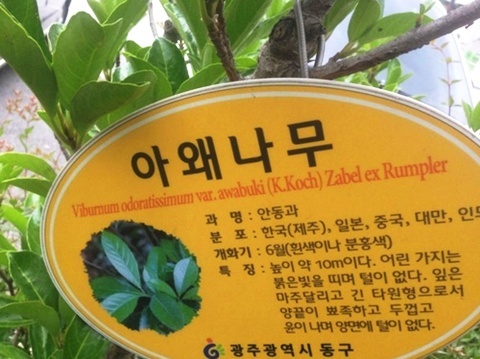 아왜나무
Viburnum odoratissimum var. awabuki (K.Koch) Zabel ex Rumpler
과 명 : 안동과
분 포 : 한국(제주), 일본, 중국, 대만,
개화기 : 6월(흰색이나 분홍색)
특 징 : 높이 약 10m이다. 어린 가지는
붉은빛을 띠며 털이 없다. 잎은
마주달리고 긴 타원형으로서
양끝이 뾰족하고 두껍고
윤이 나며 양면에 털이 없다.
광주광역시 동구